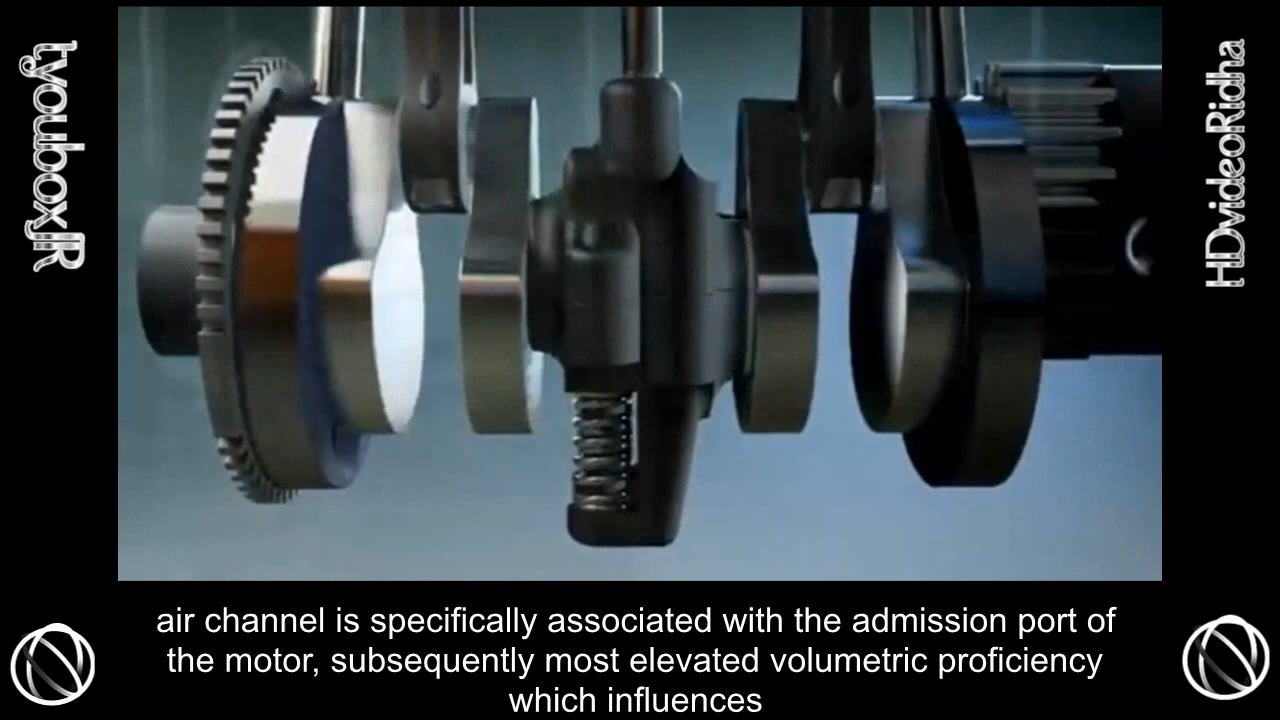 tyouboxJR
HDvideoRidha
air channel is specifically associated with the admission port of
the motor, subsequently most elevated volumetric proficiency
which influences